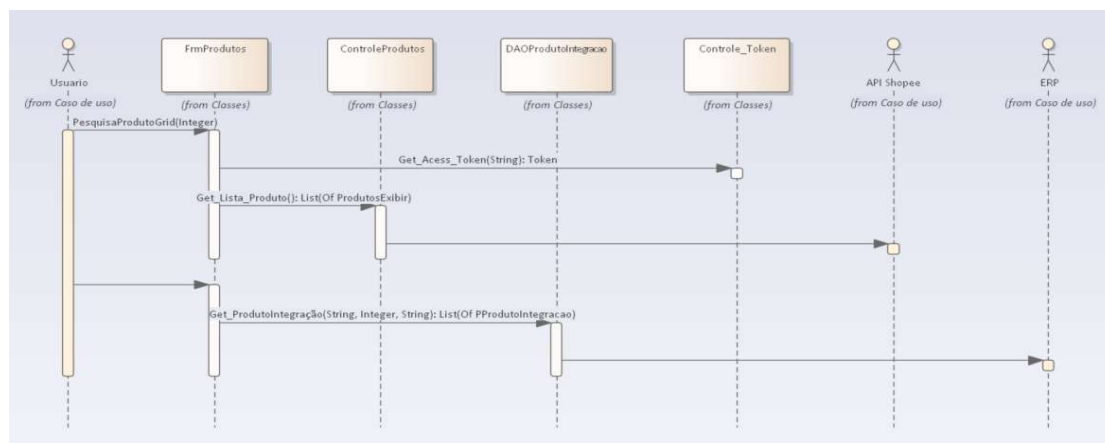 FrmProdutos
ControleProdutos
DAOProdutoIntegracao
Controle_Token
Usuario
API Shopee
ERP
(from Caso de uso)
(from Classes)
(from Classes)
(from Classes)
(from Classes)
(from Caso de uso)
(from Caso de uso)
PesquisaProdutoGrid(Integer)
Get_Acess_Token(String): Token
Get_Lista_Produto(): List(Of ProdutosExibir)
Get_ProdutoIntegração(String, Integer, String): List(Of PProdutoIntegracao)